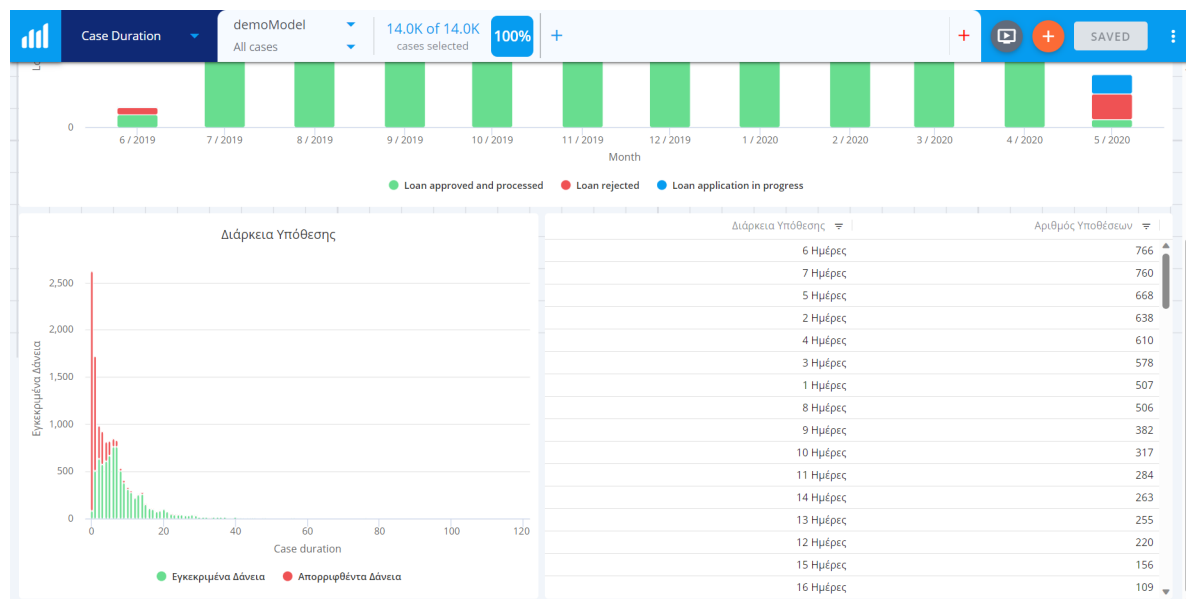 Case Duration
demoModel
All cases
14.0K of 14.0K
cases selected
100%
+
+
+
SAVED
0
6 / 2019 7 / 2019 8 / 2019 9 / 2019 10 / 2019 11 / 2019 12 / 2019 1 / 2020 2 / 2020 3 / 2020 4 / 2020 5 / 2020
Month
Loan approved and processed Loan rejected Loan application in progress
Διάρκεια Υπόθεσης
2,500
2,000
1,500
1,000
500
0
Εγκεκριμένα Δάνεια
0 20 40 60 80 100 120
Case duration
Εγκεκριμένα Δάνεια Απορριφθέντα Δάνεια
Διάρκεια Υπόθεσης Αριθμός Υποθέσεων
6 Ημέρες 766
7 Ημέρες 760
5 Ημέρες 668
2 Ημέρες 638
4 Ημέρες 610
3 Ημέρες 578
1 Ημέρες 507
8 Ημέρες 506
9 Ημέρες 382
10 Ημέρες 317
11 Ημέρες 284
14 Ημέρες 263
13 Ημέρες 255
12 Ημέρες 220
15 Ημέρες 156
16 Ημέρες 109